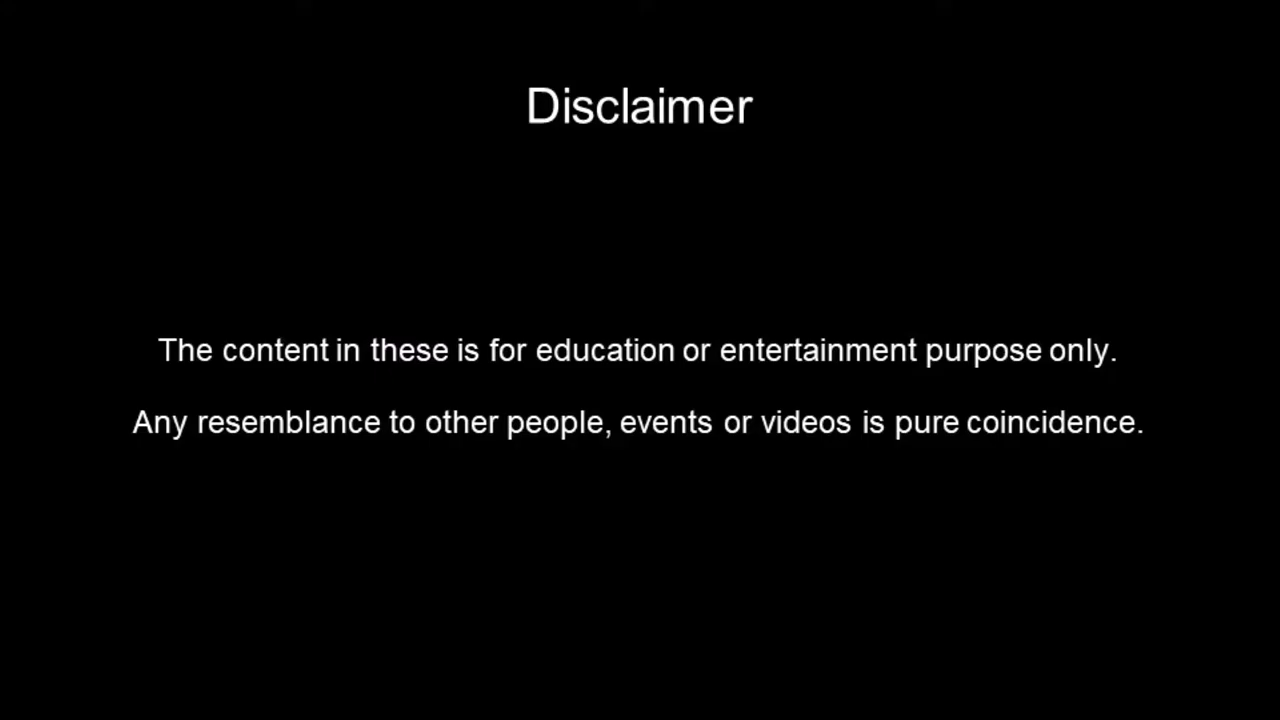 Disclaimer
The content in these is for education or entertainment purpose only.
Any resemblance to other people, events or videos is pure coincidence.